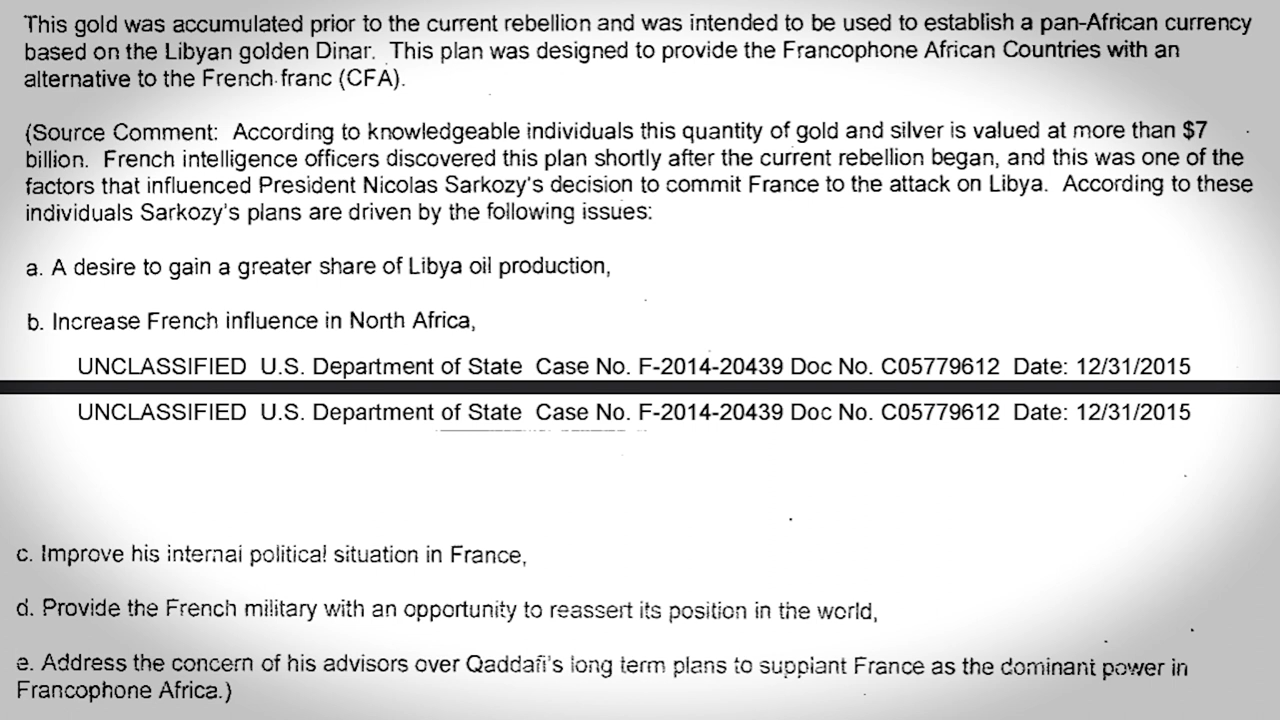 This gold was accumulated prior to the current rebellion and was intended to be used to establish a pan-African currency
based on the Libyan golden Dinar. This plan was designed to provide the Francophone African Countries with an
alternative to the French franc (CFA).
(Source Comment: According to knowledgeable individuals this quantity of gold and silver is valued at more than $7
billion. French intelligence officers discovered this plan shortly after the current rebellion began, and this was one of the
factors that influenced President Nicolas Sarkozy's decision to commit France to the attack on Libya. According to these
individuals Sarkozy's plans are driven by the following issues:
a. A desire to gain a greater share of Libya oil production,
b. Increase French influence in North Africa,
UNCLASSIFIED U.S. Department of State Case No. F-2014-20439 Doc No. C05779612 Date: 12/31/2015
UNCLASSIFIED U.S. Department of State Case No. F-2014-20439 Doc No. C05779612 Date: 12/31/2015
c. Improve his internal political situation in France,
d. Provide the French military with an opportunity to reassert its position in the world,
e. Address the concern of his advisors over Qaddafi's long term plans to supplant France as the dominant power in
Francophone Africa.)